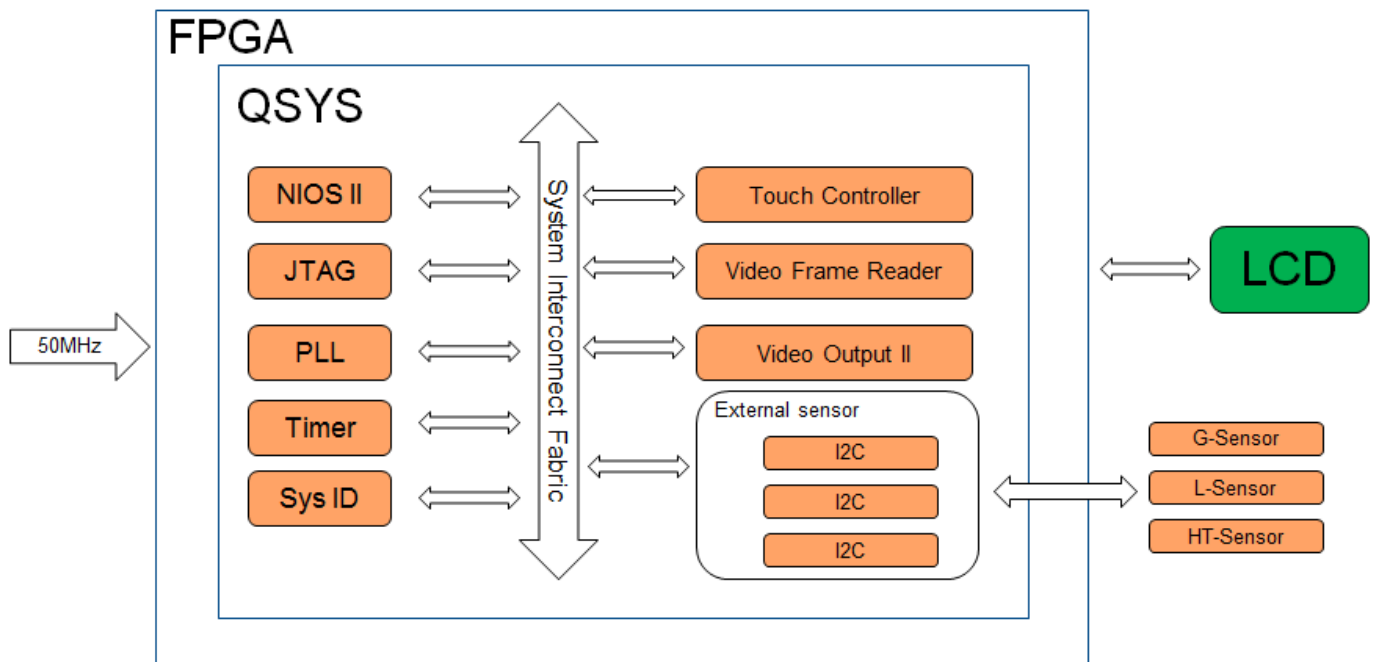 FPGA
QSYS
50MHz
NIOS II
JTAG
PLL
Timer
Sys ID
System Interconnect Fabric
Touch Controller
Video Frame Reader
Video Output II
External sensor
I2C
I2C
I2C
LCD
G-Sensor
L-Sensor
HT-Sensor